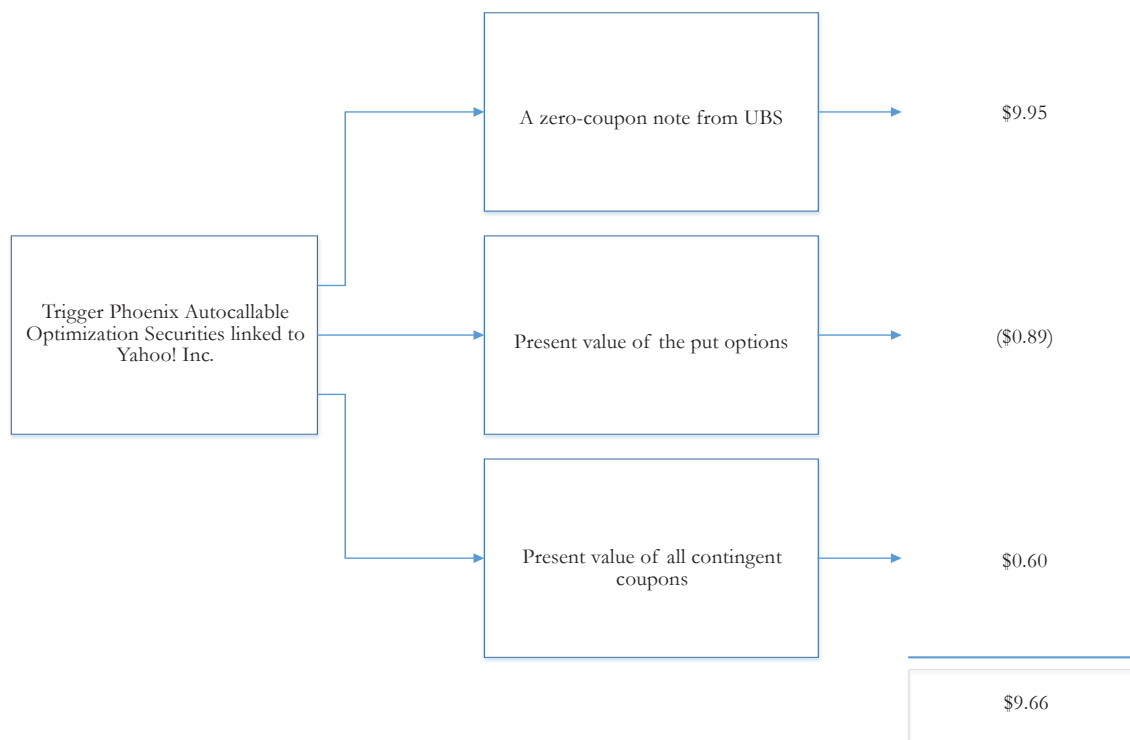 A zero-coupon note from UBS
$9.95
Trigger Phoenix Autocallable
Optimization Securities linked to
Yahoo! Inc.
Present value of the put options
($0.89)
Present value of all contingent
coupons
$0.60
$9.66